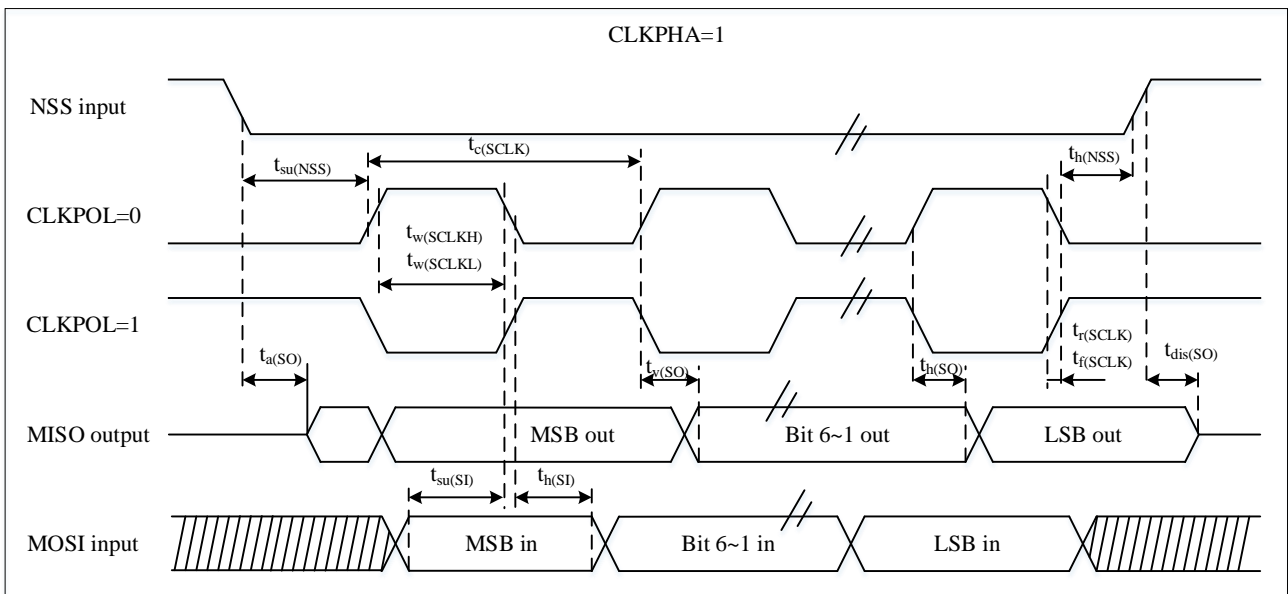 CLKPHA=1
NSS input
tc(SCLK)
tsu(NSS)
th(NSS)
CLKPOL=0
tw(SCLKH)
tw(SCLKL)
CLKPOL=1
tr(SCLK)
tf(SCLK)
ta(SO)
tv(SO)
th(SO)
tdis(SO)
MISO output
MSB out
Bit 6~1 out
LSB out
tsu(SI)
th(SI)
MOSI input
MSB in
Bit 6~1 in
LSB in